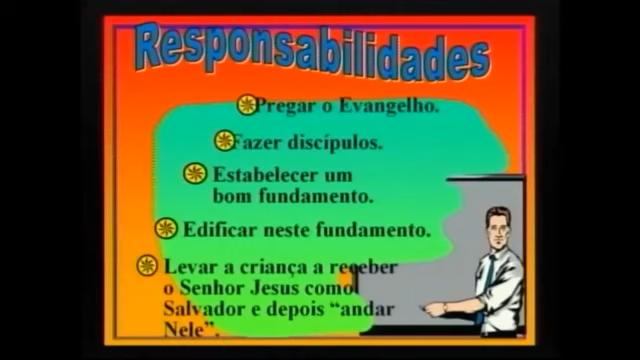 Responsabilidades
Pregar o Evangelho.
Fazer discípulos.
Estabelecer um
bom fundamento.
Edificar neste fundamento.
Levar a criança a receber
o Senhor Jesus como
Salvador e depois “andar
Nele”.